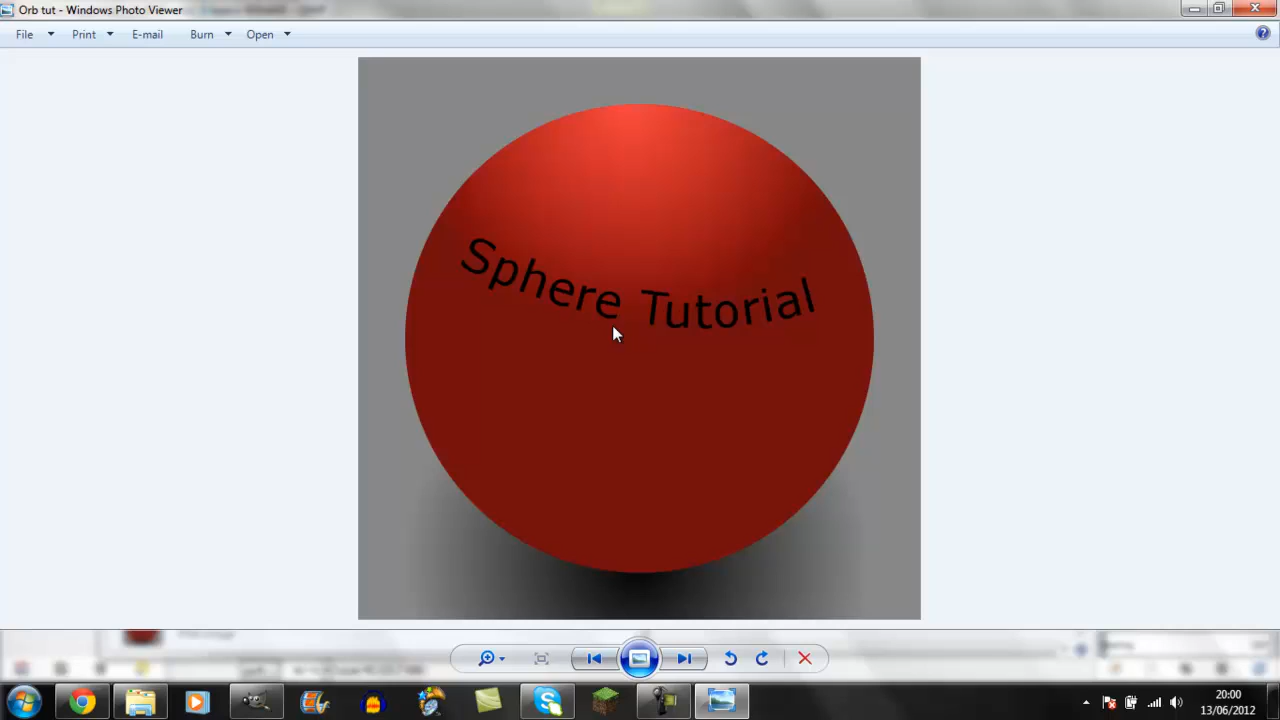 Orb tut - Windows Photo Viewer
File Print E-mail Burn Open
Sphere Tutorial
20:00
13/06/2012